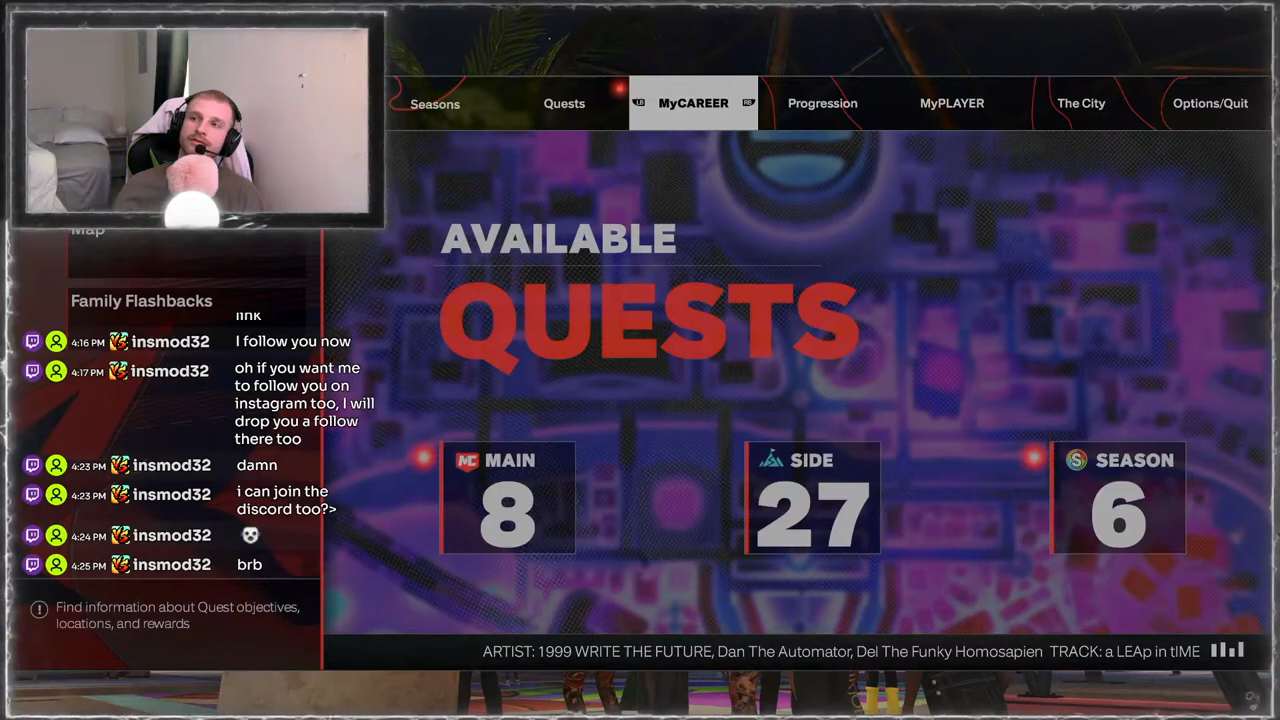 Seasons
Quests
LB MyCAREER RB
Progression
MyPLAYER
The City
Options/Quit
Map
Family Flashbacks
link
4:16 PM insmod32 I follow you now
4:17 PM insmod32 oh if you want me
to follow you on
instagram too, I will
drop you a follow
there too
4:23 PM insmod32 damn
4:23 PM insmod32 i can join the
discord too?>
4:24 PM insmod32
4:25 PM insmod32 brb
Find information about Quest objectives,
locations, and rewards
AVAILABLE
QUESTS
MC MAIN
8
SIDE
27
S SEASON
6
ARTIST: 1999 WRITE THE FUTURE, Dan The Automator, Del The Funky Homosapien TRACK: a LEAp in tIME